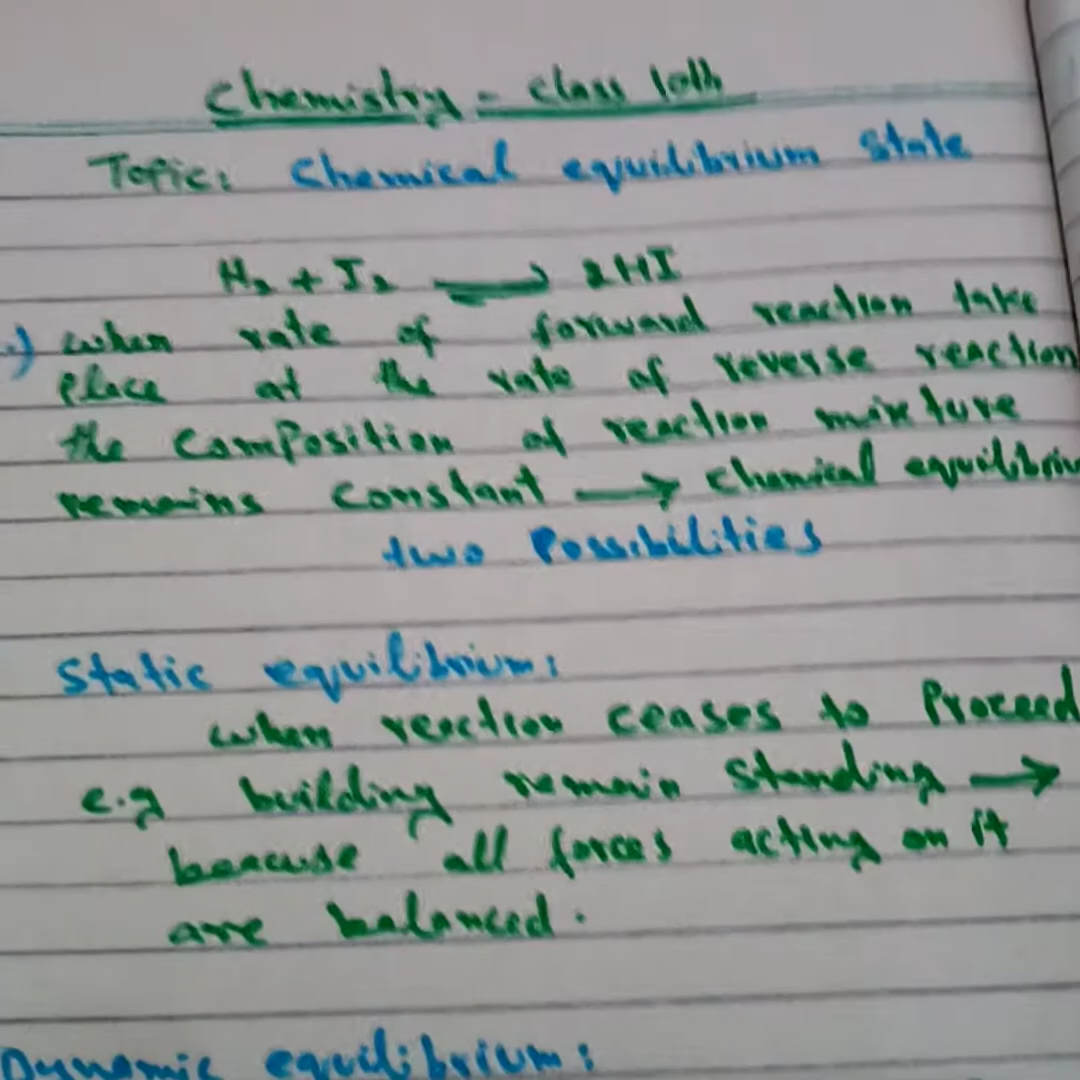 Chemistry - class 10th
Topic: Chemical equilibrium state
H₂ + I₂ ⇌ 2HI
when rate of forward reaction take
place at the rate of reverse reaction
the composition of reaction mixture
remains constant → chemical equilibriu
two Possibilities
Static equilibrium:
when reaction ceases to Proceed
e.g building remain standing →
beacuse all forces acting on it
are balanced.
Dynamic equilibrium: